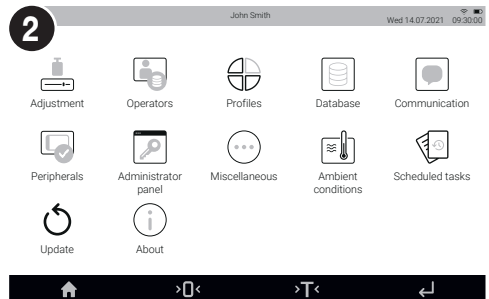 2
John Smith
Wed 14.07.2021 09:30:00
Adjustment
Operators
Profiles
Database
Communication
Peripherals
Administrator
panel
Miscellaneous
Ambient
conditions
Scheduled tasks
Update
About
>0<
>T<